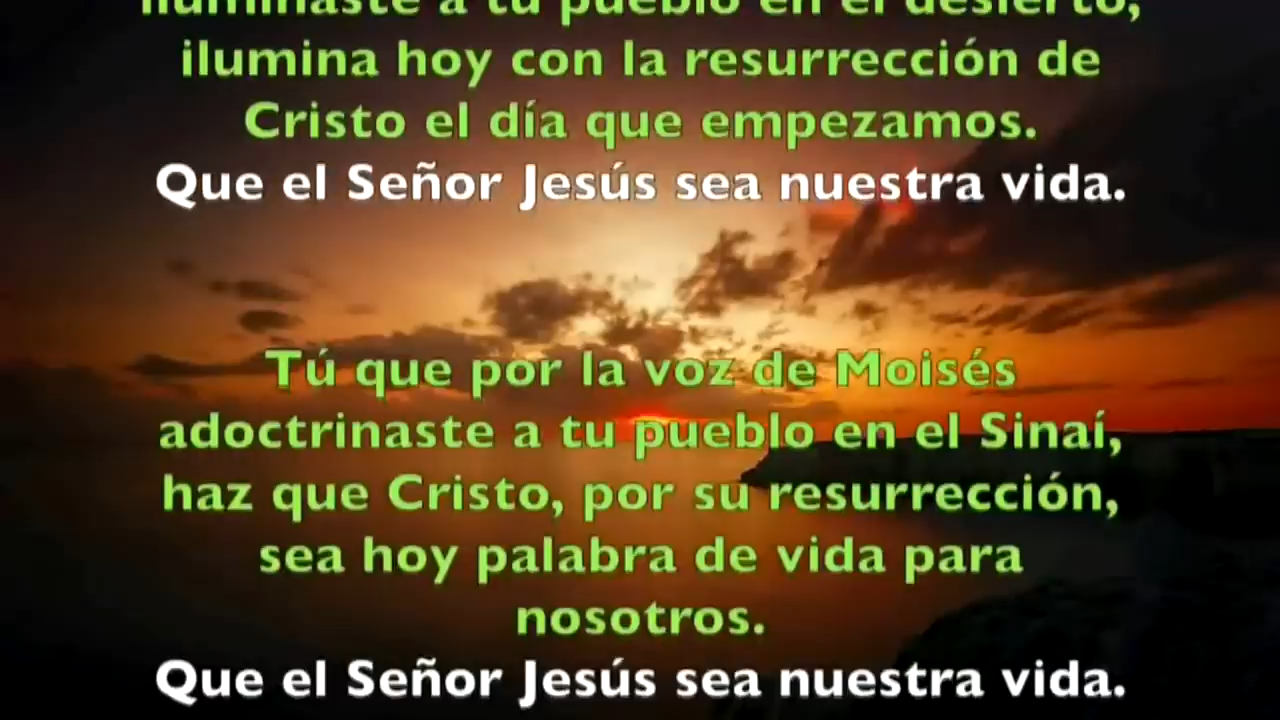 iluminaste a tu pueblo en el desierto,
ilumina hoy con la resurrección de
Cristo el día que empezamos.
Que el Señor Jesús sea nuestra vida.
Tú que por la voz de Moisés
adoctrinaste a tu pueblo en el Sinaí,
haz que Cristo, por su resurrección,
sea hoy palabra de vida para
nosotros.
Que el Señor Jesús sea nuestra vida.